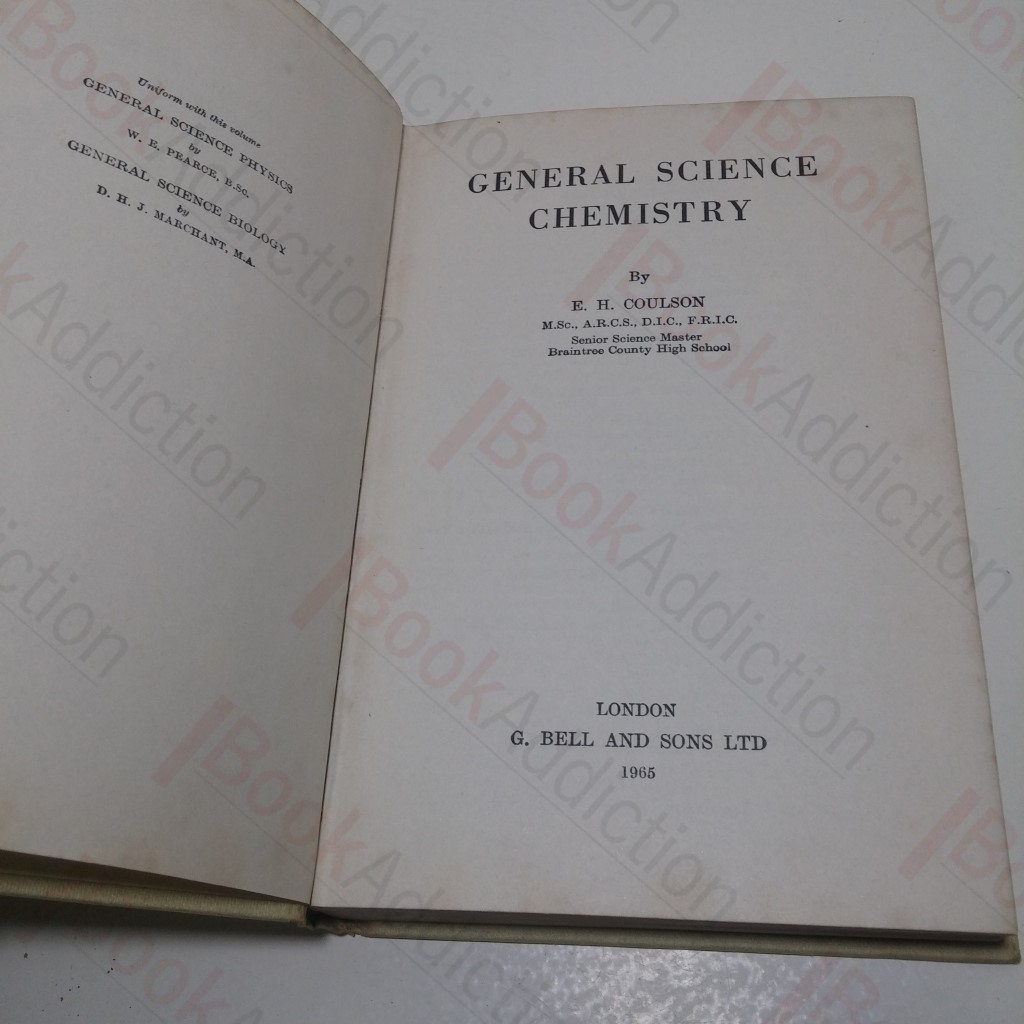 Uniform with this volume
GENERAL SCIENCE PHYSICS
by
W. E. PEARCE, B.Sc.
GENERAL SCIENCE BIOLOGY
by
D. H. J. MARCHANT, M.A.
GENERAL SCIENCE
CHEMISTRY
By
E. H. COULSON
M.Sc., A.R.C.S., D.I.C., F.R.I.C.
Senior Science Master
Braintree County High School
LONDON
G. BELL AND SONS LTD
1965
BookAddiction